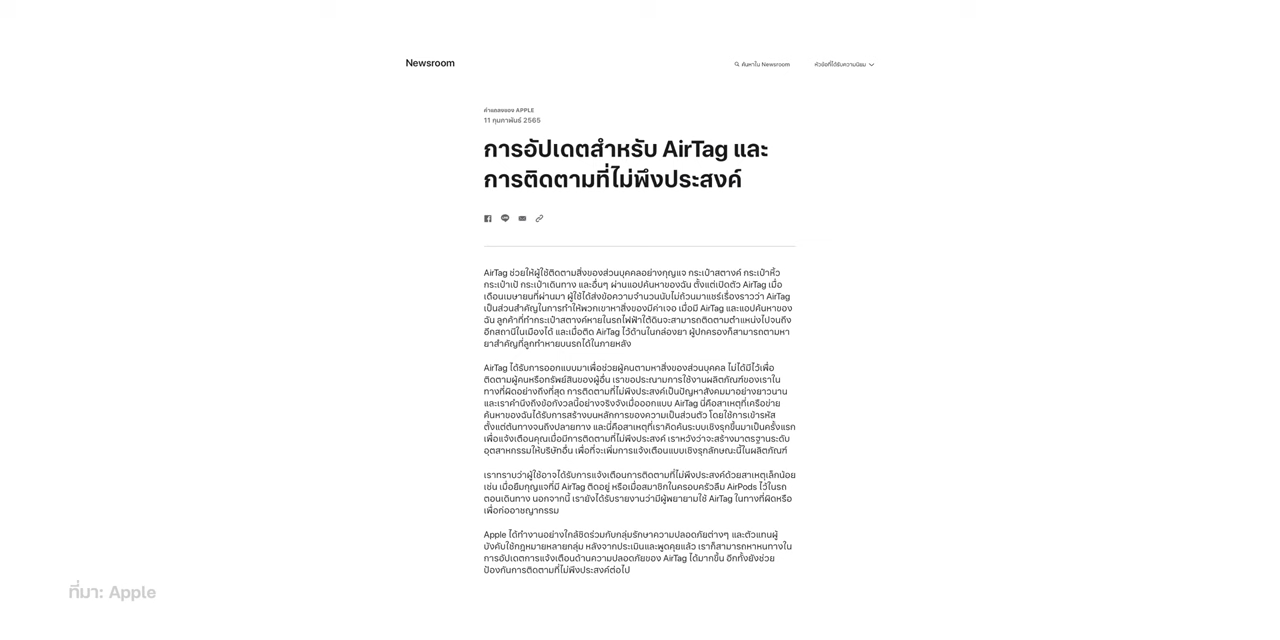 Newsroom
ค้นหาใน Newsroom
หัวข้อที่ได้รับความนิยม
คำแถลงของ APPLE
11 กุมภาพันธ์ 2565
การอัปเดตสำหรับ AirTag และ
การติดตามที่ไม่พึงประสงค์
AirTag ช่วยให้ผู้ใช้ติดตามสิ่งของส่วนบุคคลอย่างกุญแจ กระเป๋าสตางค์ กระเป๋าหิ้ว
กระเป๋าเป้ กระเป๋าเดินทาง และอื่นๆ ผ่านแอปค้นหาของฉัน ตั้งแต่เปิดตัว AirTag เมื่อ
เดือนเมษายนที่ผ่านมา ผู้ใช้ได้ส่งข้อความจำนวนนับไม่ถ้วนมาแชร์เรื่องราวว่า AirTag
เป็นส่วนสำคัญในการทำให้พวกเขาหาสิ่งของมีค่าเจอ เมื่อมี AirTag และแอปค้นหาของ
ฉัน ลูกค้าที่ทำกระเป๋าสตางค์หายในรถไฟฟ้าใต้ดินจะสามารถติดตามตำแหน่งไปจนถึง
อีกสถานีในเมืองได้ และเมื่อติด AirTag ไว้ด้านในกล่องยา ผู้ปกครองก็สามารถตามหา
ยาสำคัญที่ลูกทำหายบนรถได้ในภายหลัง
AirTag ได้รับการออกแบบมาเพื่อช่วยผู้คนตามหาสิ่งของส่วนบุคคล ไม่ได้มีไว้เพื่อ
ติดตามผู้คนหรือทรัพย์สินของผู้อื่น เราขอประณามการใช้งานผลิตภัณฑ์ของเราใน
ทางที่ผิดอย่างถึงที่สุด การติดตามที่ไม่พึงประสงค์เป็นปัญหาสังคมมาอย่างยาวนาน
และเราคำนึงถึงข้อกังวลนี้อย่างจริงจังเมื่อออกแบบ AirTag นี่คือสาเหตุที่เครือข่าย
ค้นหาของฉันได้รับการสร้างบนหลักการของความเป็นส่วนตัว โดยใช้การเข้ารหัส
ตั้งแต่ต้นทางจนถึงปลายทาง และนี่คือสาเหตุที่เราคิดค้นระบบเชิงรุกขึ้นมาเป็นครั้งแรก
เพื่อแจ้งเตือนคุณเมื่อมีการติดตามที่ไม่พึงประสงค์ เราหวังว่าจะสร้างมาตรฐานระดับ
อุตสาหกรรมให้บริษัทอื่น เพื่อที่จะเพิ่มการแจ้งเตือนแบบเชิงรุกลักษณะนี้ในผลิตภัณฑ์
เราทราบว่าผู้ใช้อาจได้รับการแจ้งเตือนการติดตามที่ไม่พึงประสงค์ด้วยสาเหตุเล็กน้อย
เช่น เมื่อยืมกุญแจที่มี AirTag ติดอยู่ หรือเมื่อสมาชิกในครอบครัวลืม AirPods ไว้ในรถ
ตอนเดินทาง นอกจากนี้ เรายังได้รับรายงานว่ามีผู้พยายามใช้ AirTag ในทางที่ผิดหรือ
เพื่อก่ออาชญากรรม
Apple ได้ทำงานอย่างใกล้ชิดร่วมกับกลุ่มรักษาความปลอดภัยต่างๆ และตัวแทนผู้
บังคับใช้กฎหมายหลายกลุ่ม หลังจากประเมินและพูดคุยแล้ว เราก็สามารถหาหนทางใน
การอัปเดตการแจ้งเตือนด้านความปลอดภัยของ AirTag ได้มากขึ้น อีกทั้งยังช่วย
ป้องกันการติดตามที่ไม่พึงประสงค์ต่อไป
ที่มา: Apple